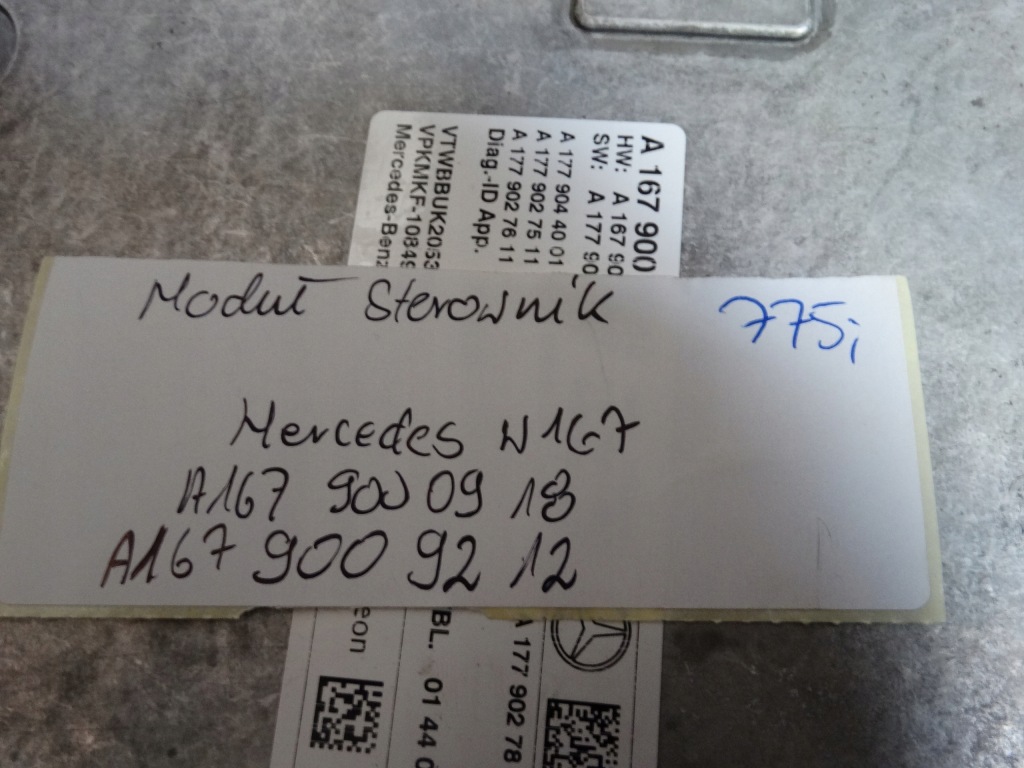 Moduł Sterownik
775i
Mercedes W167
A167 900 09 18
A167 900 92 12
A 167 900
HW: A 167 90
SW: A 177 90
A 177 904 40 01
A 177 902 75 11
A 177 902 76 11
Diag.-ID App.
VTWBBUK2053
VPKMKF-10849
Mercedes-Benz
A 177 902 78
BL. 01 44
eon